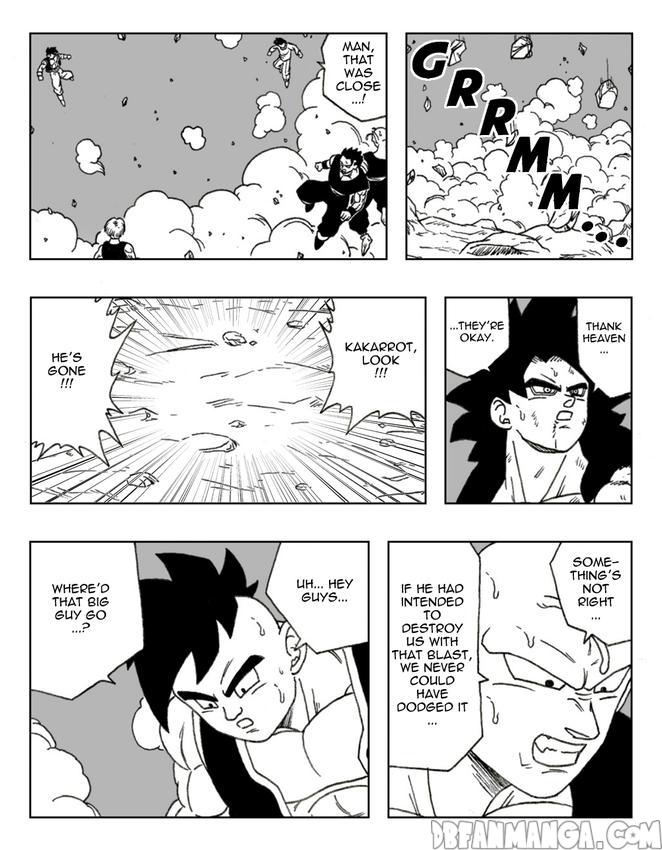 GRRMM...
MAN,
THAT
WAS
CLOSE
...!
THANK
HEAVEN
...
...THEY'RE
OKAY.
KAKARROT,
LOOK
!!!
HE'S
GONE
!!!
SOME-
THING'S
NOT
RIGHT
...
IF HE HAD
INTENDED
TO
DESTROY
US WITH
THAT BLAST,
WE NEVER
COULD
HAVE
DODGED IT
...
UH... HEY
GUYS...
WHERE'D
THAT BIG
GUY GO
...?
DBFANMANGA.COM